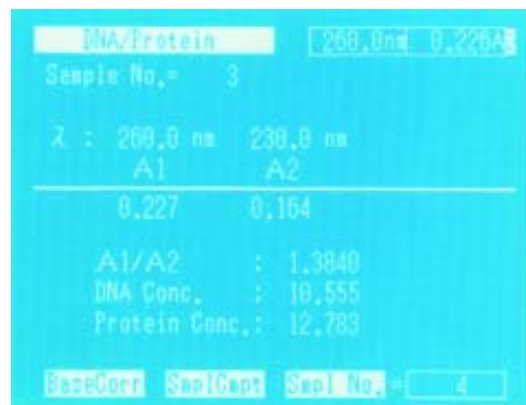 DNA/Protein 260.0nm 0.226A
Sample No.= 3
λ : 260.0 nm 230.0 nm
A1 A2
0.227 0.164
A1/A2 : 1.3840
DNA Conc. : 10.555
Protein Conc.: 12.783
BaseCorr SmplCmpt Smpl No. = 4